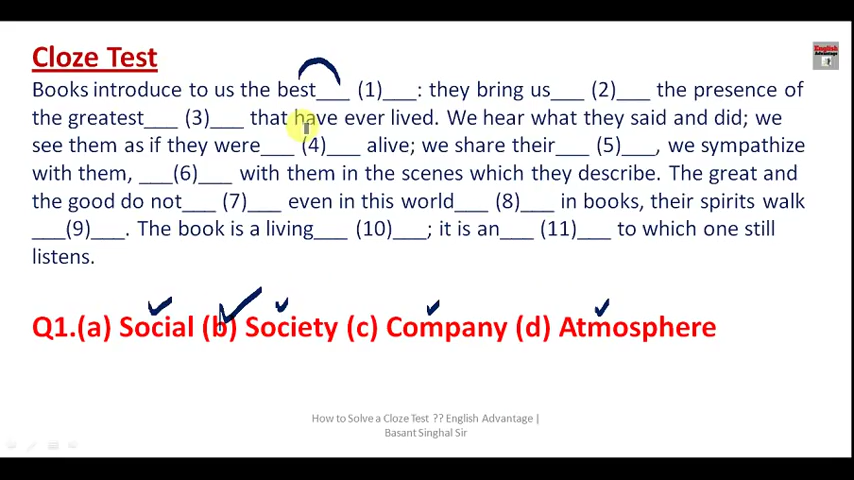 Cloze Test
English
Advantage
Books introduce to us the best___ (1)___: they bring us___ (2)___ the presence of
the greatest___ (3)___ that have ever lived. We hear what they said and did; we
see them as if they were___ (4)___ alive; we share their___ (5)___, we sympathize
with them, ___(6)___ with them in the scenes which they describe. The great and
the good do not___ (7)___ even in this world___ (8)___ in books, their spirits walk
___(9)___. The book is a living___ (10)___; it is an___ (11)___ to which one still
listens.
Q1.(a) Social (b) Society (c) Company (d) Atmosphere
How to Solve a Cloze Test ?? English Advantage |
Basant Singhal Sir